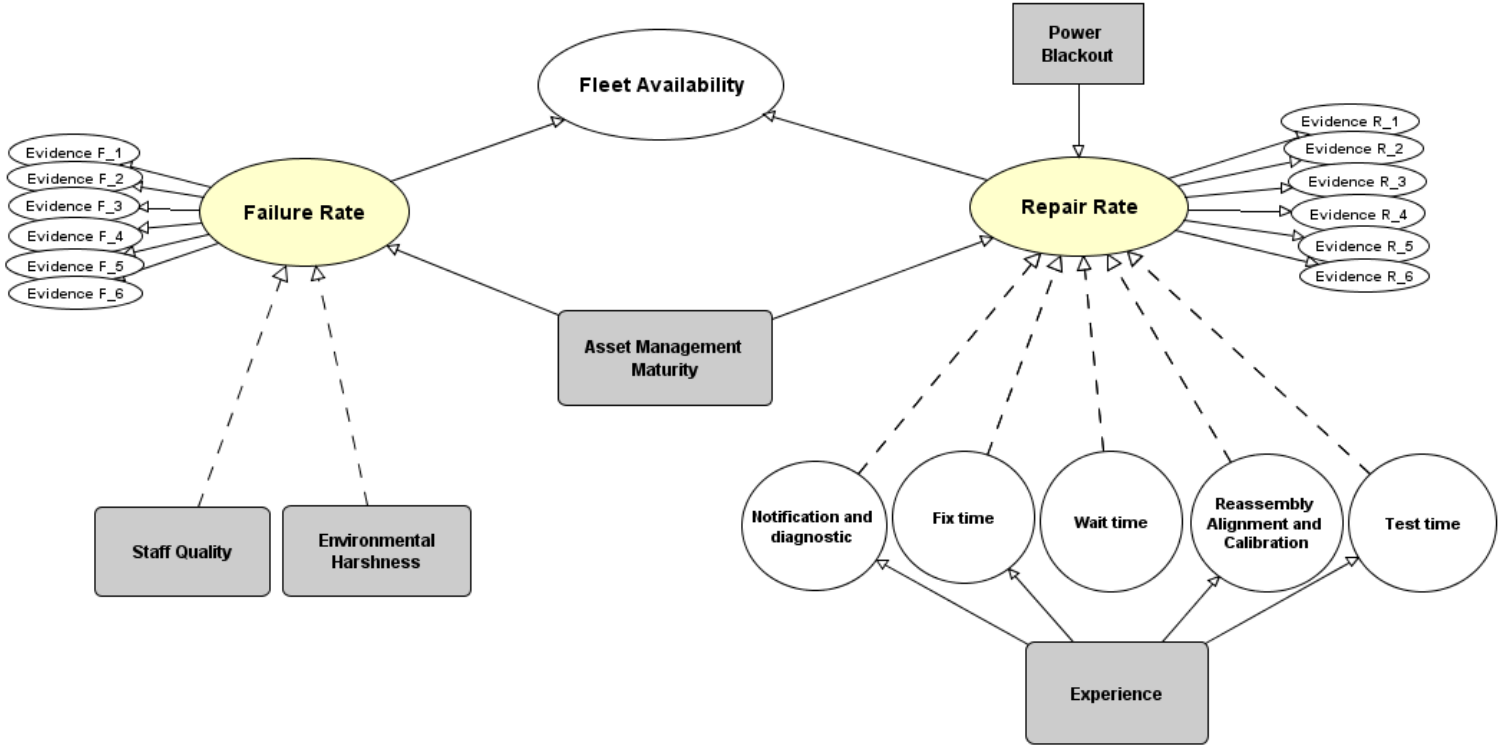 Power
Blackout
Fleet Availability
Evidence F_1
Evidence F_2
Evidence F_3
Evidence F_4
Evidence F_5
Evidence F_6
Failure Rate
Repair Rate
Evidence R_1
Evidence R_2
Evidence R_3
Evidence R_4
Evidence R_5
Evidence R_6
Asset Management
Maturity
Staff Quality
Environmental
Harshness
Notification and
diagnostic
Fix time
Wait time
Reassembly
Alignment and
Calibration
Test time
Experience